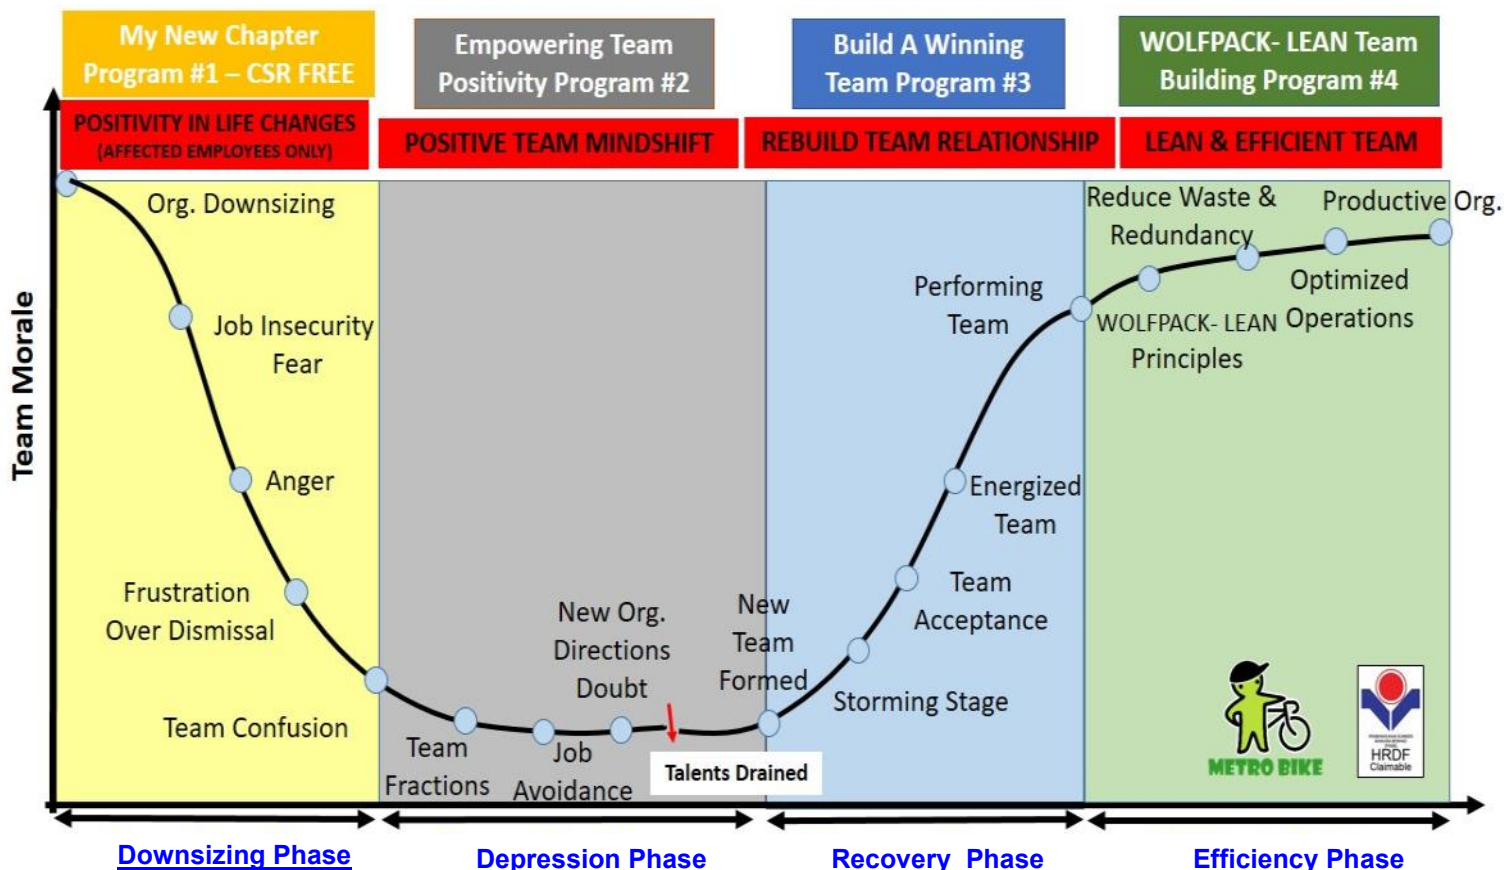 My New Chapter
Program #1 – CSR FREE
Empowering Team
Positivity Program #2
Build A Winning
Team Program #3
WOLFPACK- LEAN Team
Building Program #4
POSITIVITY IN LIFE CHANGES
(AFFECTED EMPLOYEES ONLY)
POSITIVE TEAM MINDSHIFT
REBUILD TEAM RELATIONSHIP
LEAN & EFFICIENT TEAM
Team Morale
Org. Downsizing
Job Insecurity
Fear
Anger
Frustration
Over Dismissal
Team Confusion
Team
Fractions
Job
Avoidance
New Org.
Directions
Doubt
Talents Drained
New
Team
Formed
Storming Stage
Team
Acceptance
Energized
Team
Performing
Team
WOLFPACK- LEAN
Principles
Reduce Waste &
Redundancy
Optimized
Operations
Productive Org.
METRO BIKE
HRDF
Claimable
Downsizing Phase
Depression Phase
Recovery  Phase
Efficiency Phase